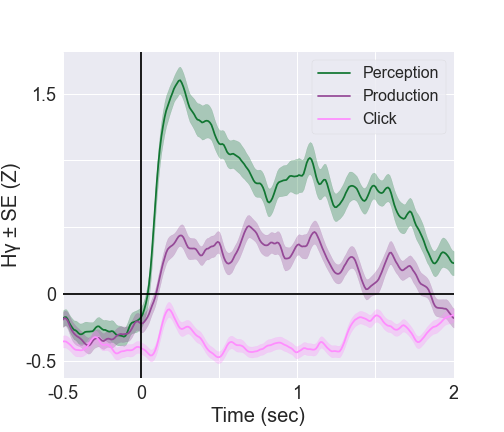 Perception
Production
Click
1.5
0
-0.5
Hγ ± SE (Z)
-0.5 0 1 2
Time (sec)